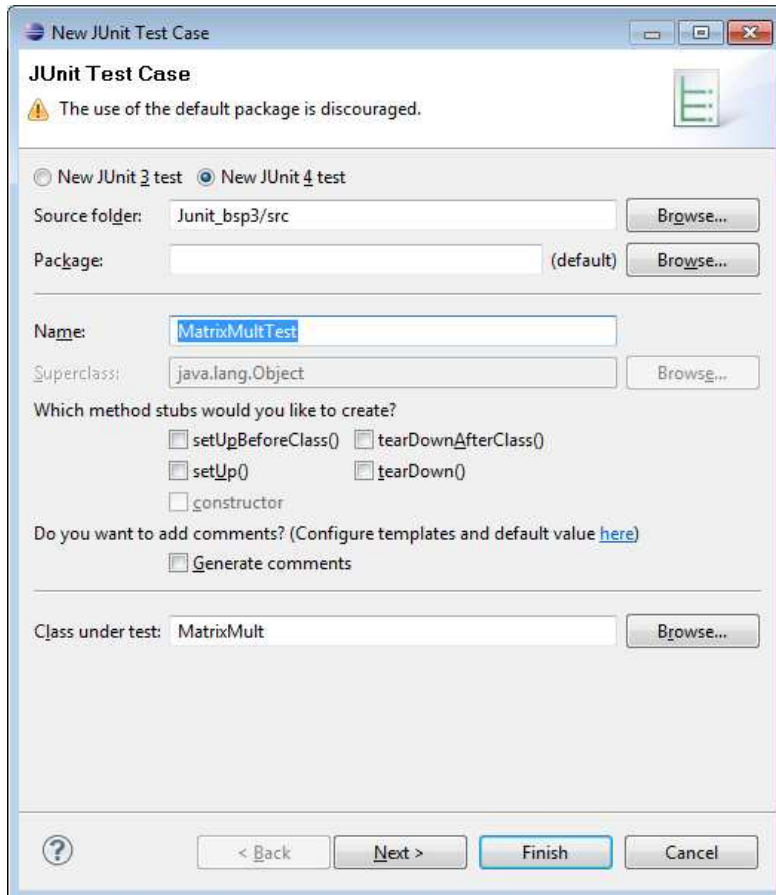 New JUnit Test Case
JUnit Test Case
The use of the default package is discouraged.
New JUnit 3 test New JUnit 4 test
Source folder: Junit_bsp3/src Browse...
Package: (default) Browse...
Name: MatrixMultTest
Superclass: java.lang.Object Browse...
Which method stubs would you like to create?
setUpBeforeClass() tearDownAfterClass()
setUp() tearDown()
constructor
Do you want to add comments? (Configure templates and default value here)
Generate comments
Class under test: MatrixMult Browse...
? < Back Next > Finish Cancel